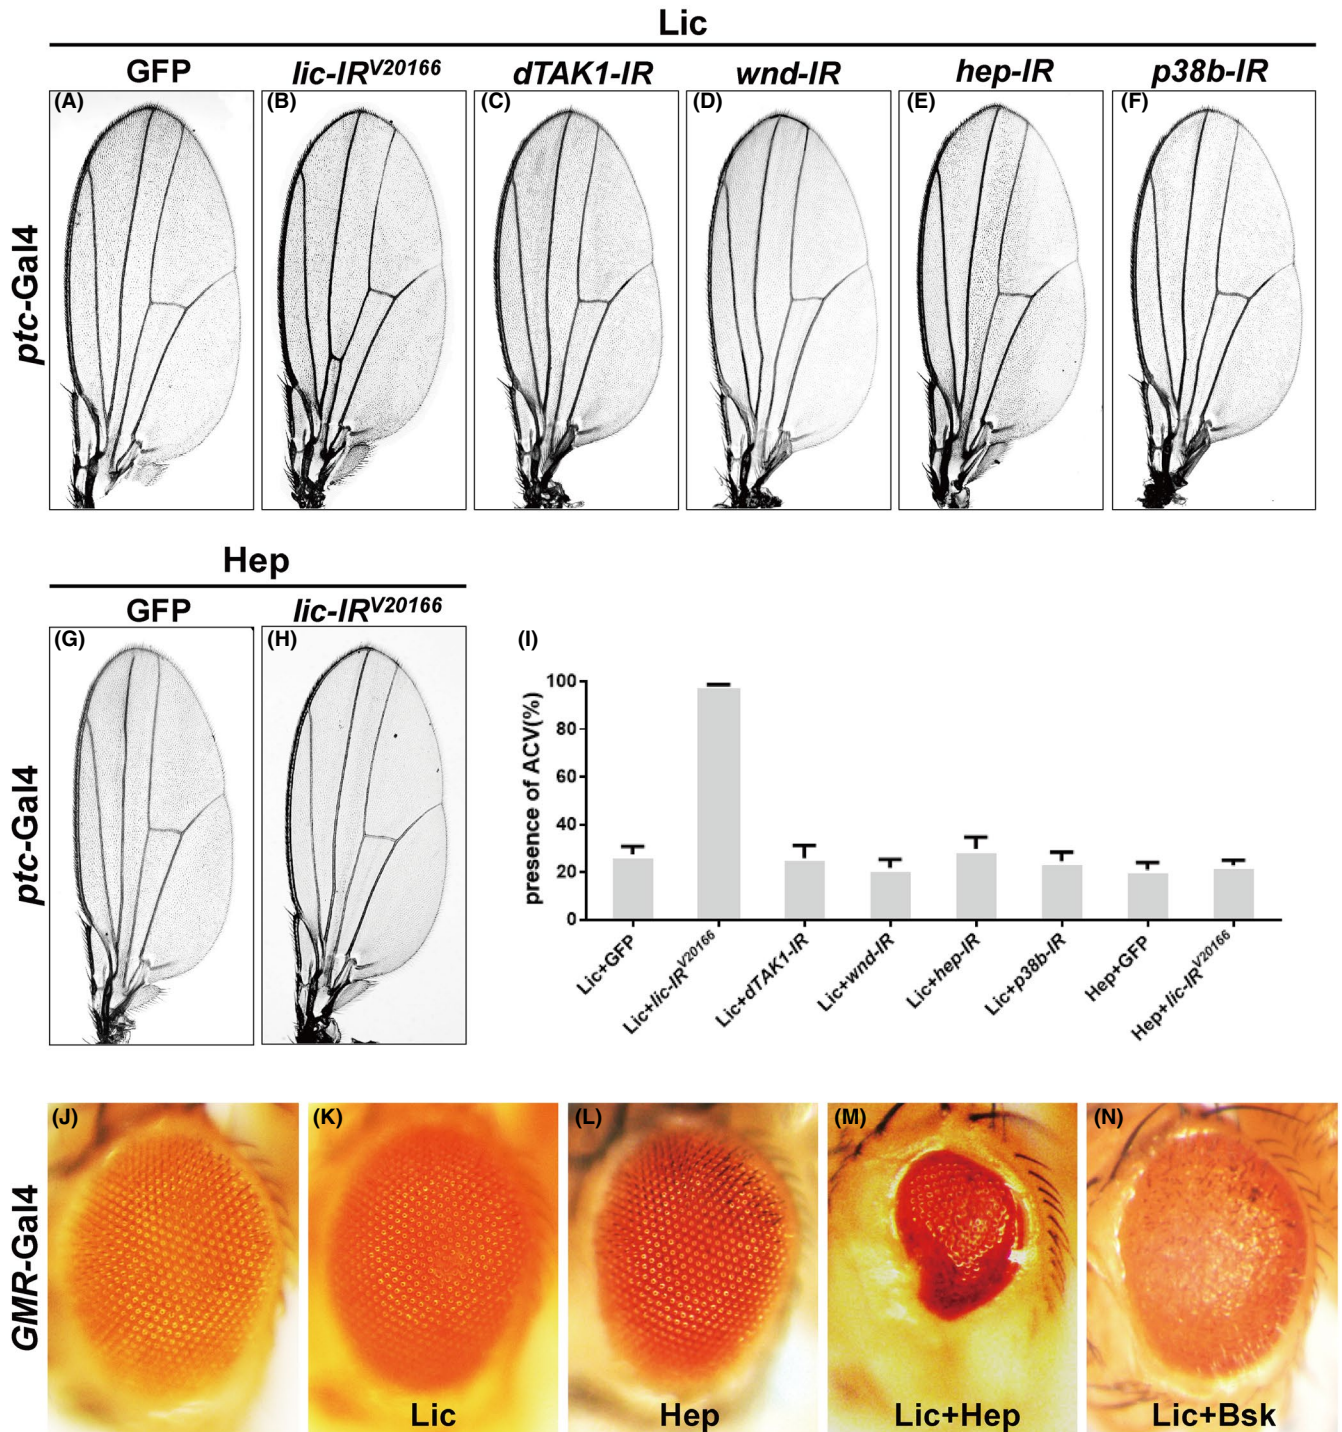 Lic
GFP lic-IR^V20166 dTAK1-IR wnd-IR hep-IR p38b-IR
(A) (B) (C) (D) (E) (F)
ptc-Gal4
Hep
GFP lic-IR^V20166
(G) (H) (I)
ptc-Gal4
presence of ACV(%)
100
80
60
40
20
0
Lic+GFP
Lic+lic-IR^V20166
Lic+dTAK1-IR
Lic+wnd-IR
Lic+hep-IR
Lic+p38b-IR
Hep+GFP
Hep+lic-IR^V20166
(J) (K) (L) (M) (N)
GMR-Gal4
Lic Hep Lic+Hep Lic+Bsk